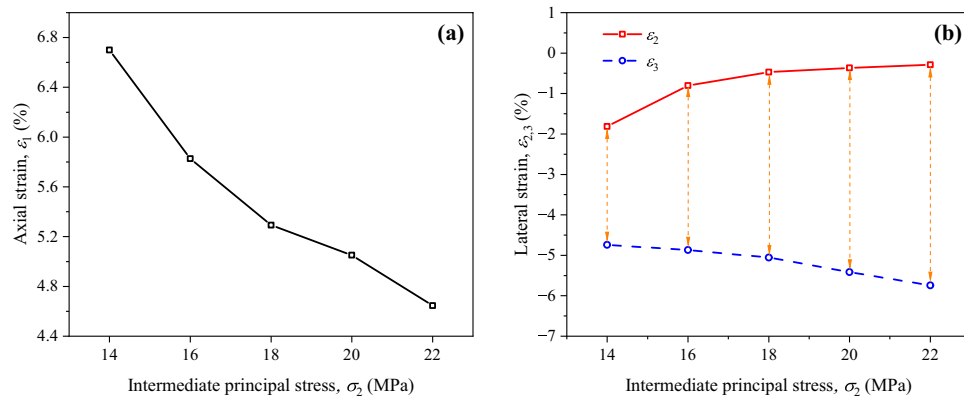 (a)
Axial strain, ε1 (%)
6.8
6.4
6.0
5.6
5.2
4.8
4.4
14 16 18 20 22
Intermediate principal stress, σ2 (MPa)
(b)
ε2
ε3
Lateral strain, ε2,3 (%)
1
0
−1
−2
−3
−4
−5
−6
−7
14 16 18 20 22
Intermediate principal stress, σ2 (MPa)